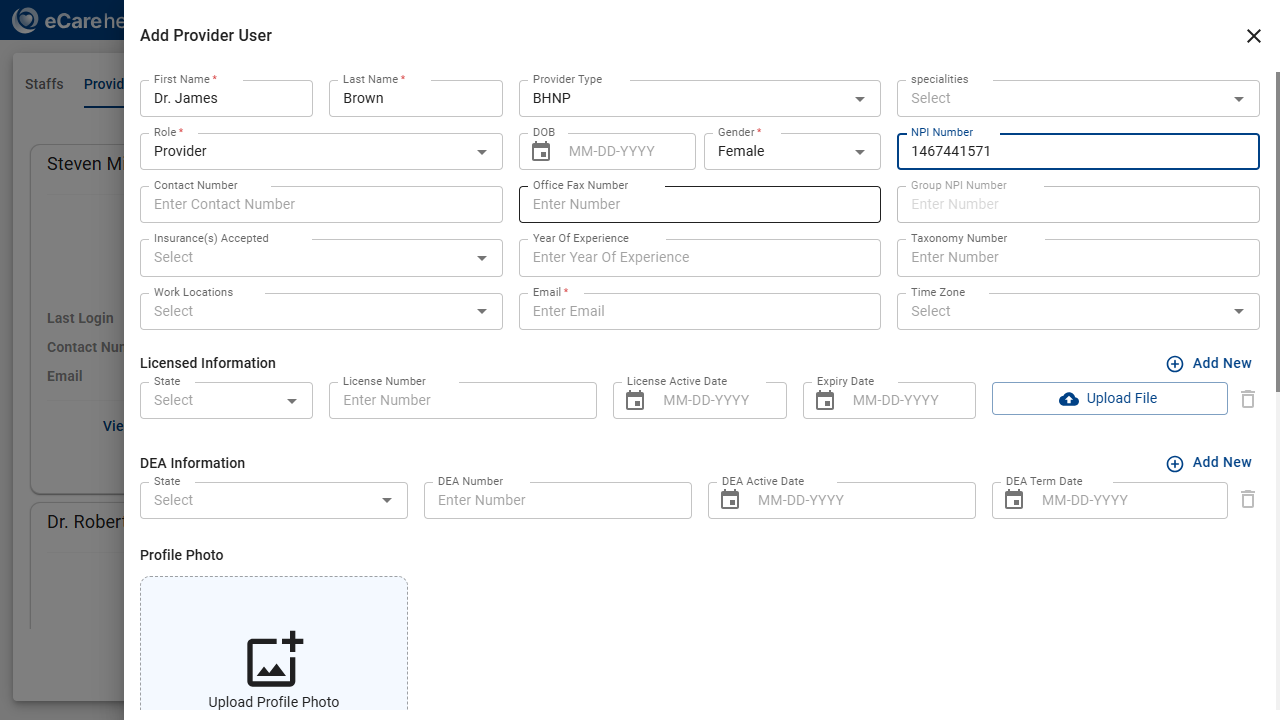 eCare he
Add Provider User
Staffs
Provid
First Name *
Dr. James
Last Name *
Brown
Provider Type
BHNP
specialities
Select
Role *
Provider
DOB
MM-DD-YYYY
Gender *
Female
NPI Number
1467441571
Steven M
Contact Number
Enter Contact Number
Office Fax Number
Enter Number
Group NPI Number
Enter Number
Insurance(s) Accepted
Select
Year Of Experience
Enter Year Of Experience
Taxonomy Number
Enter Number
Work Locations
Select
Email *
Enter Email
Time Zone
Select
Last Login
Contact Nur
Email
Vie
Licensed Information
Add New
State
Select
License Number
Enter Number
License Active Date
MM-DD-YYYY
Expiry Date
MM-DD-YYYY
Upload File
DEA Information
Add New
State
Select
DEA Number
Enter Number
DEA Active Date
MM-DD-YYYY
DEA Term Date
MM-DD-YYYY
Dr. Robert
Profile Photo
Upload Profile Photo